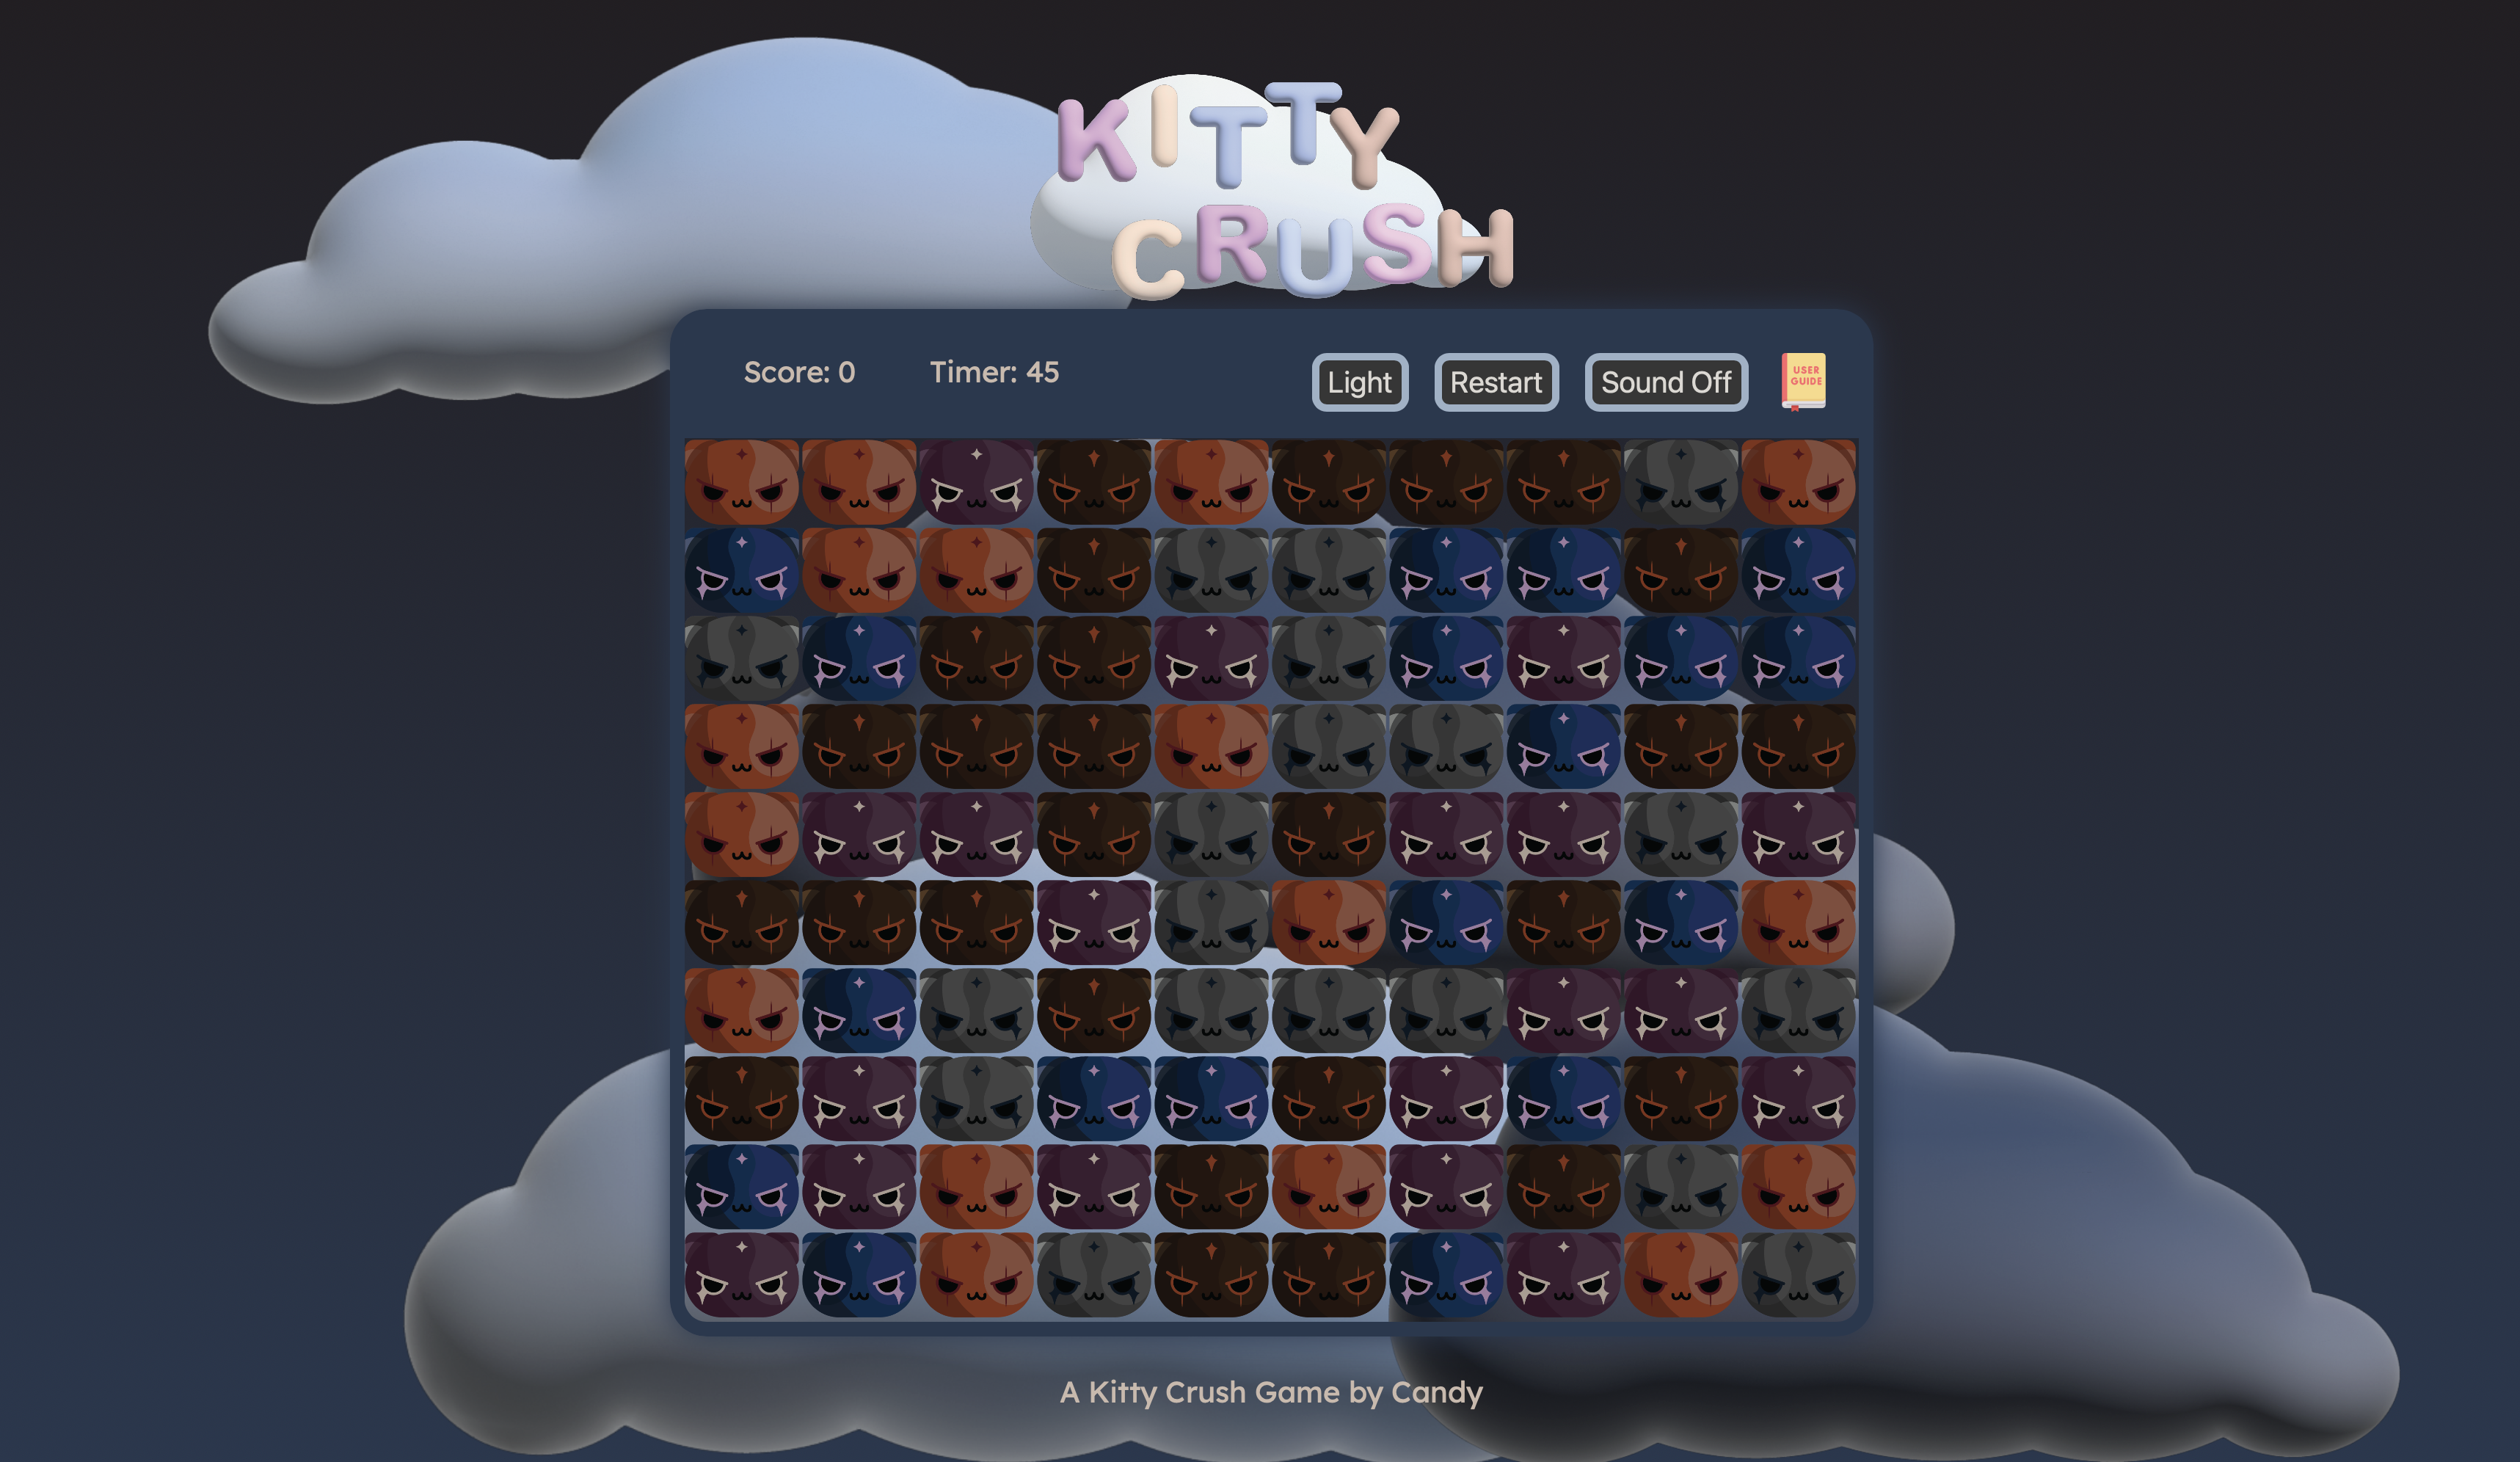 KITTY
CRUSH
Score: 0
Timer: 45
Light
Restart
Sound Off
USER
GUIDE
A Kitty Crush Game by Candy